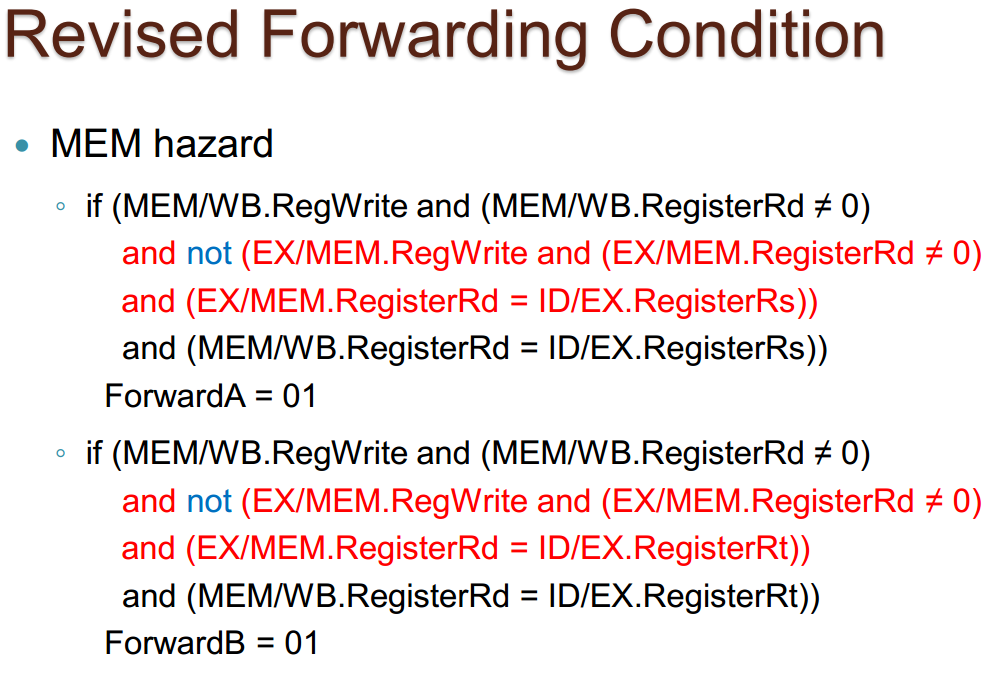 Revised Forwarding Condition
• MEM hazard
◦ if (MEM/WB.RegWrite and (MEM/WB.RegisterRd ≠ 0)
and not (EX/MEM.RegWrite and (EX/MEM.RegisterRd ≠ 0)
and (EX/MEM.RegisterRd = ID/EX.RegisterRs))
and (MEM/WB.RegisterRd = ID/EX.RegisterRs))
ForwardA = 01
◦ if (MEM/WB.RegWrite and (MEM/WB.RegisterRd ≠ 0)
and not (EX/MEM.RegWrite and (EX/MEM.RegisterRd ≠ 0)
and (EX/MEM.RegisterRd = ID/EX.RegisterRt))
and (MEM/WB.RegisterRd = ID/EX.RegisterRt))
ForwardB = 01